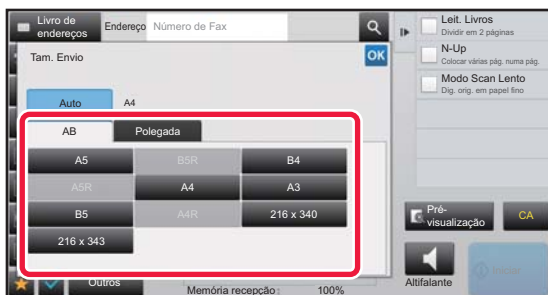 Livro de
endereços
Endereço
Número de Fax
Tam. Envio
OK
Auto
A4
AB
Polegada
A5
B5R
B4
A5R
A4
A3
B5
A4R
216 x 340
216 x 343
Outros
Memória recepção :
100%
Leit. Livros
Dividir em 2 páginas
N-Up
Colocar várias pág. numa pág.
Modo Scan Lento
Dig. orig. em papel fino
Pré-
visualização
CA
Altifalante
Iniciar